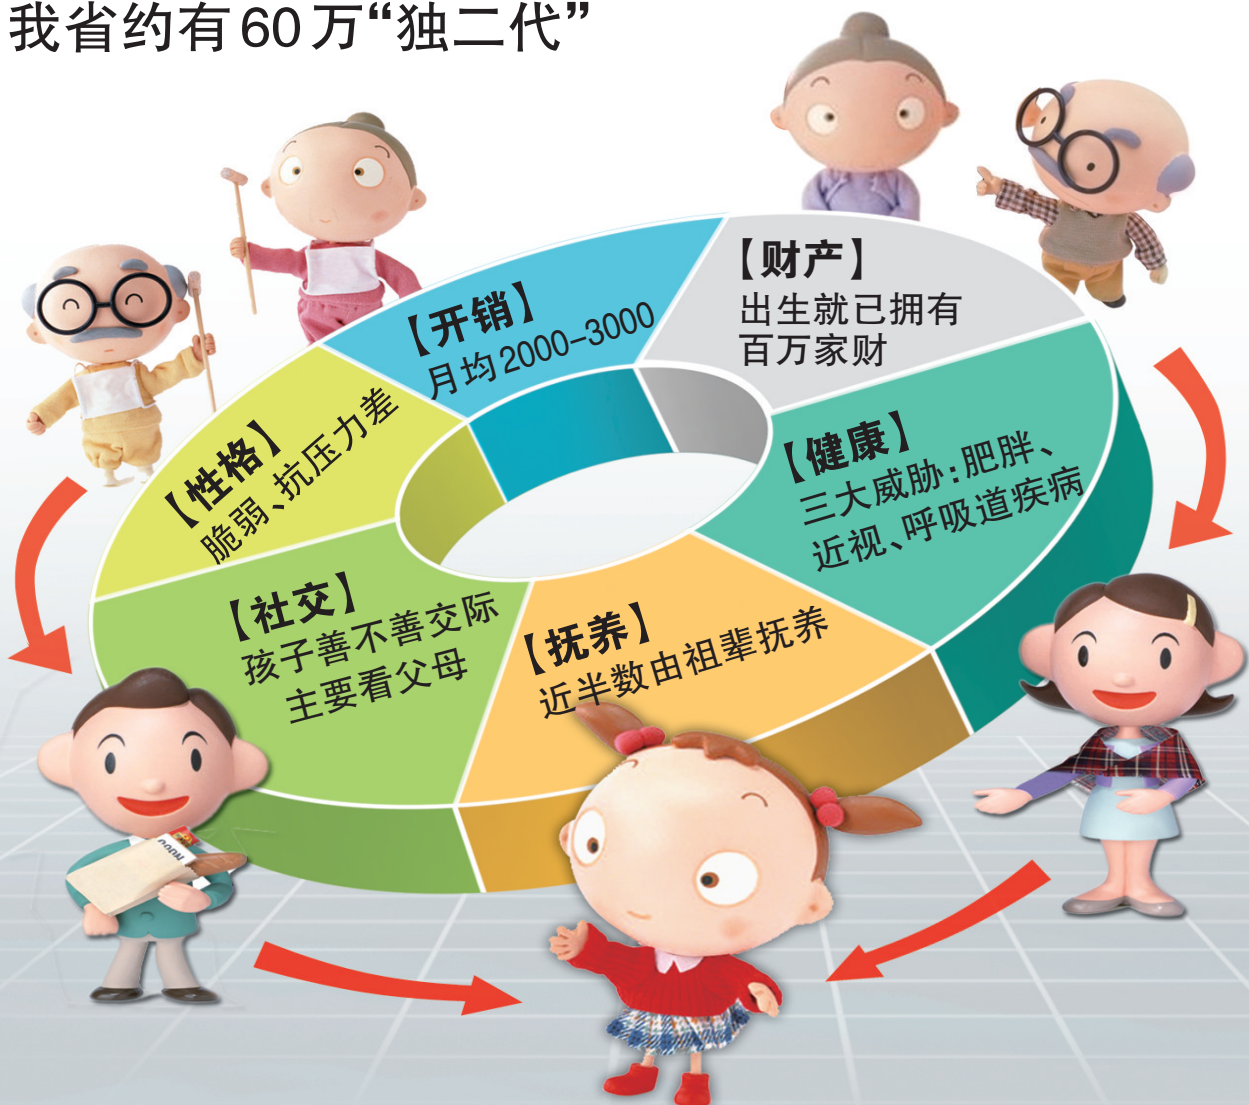 我省约有60万“独二代”
【开销】
月均2000-3000
【财产】
出生就已拥有
百万家财
【健康】
三大威胁:肥胖、
近视、呼吸道疾病
【抚养】
近半数由祖辈抚养
【社交】
孩子善不善交际
主要看父母
【性格】
脆弱、抗压力差